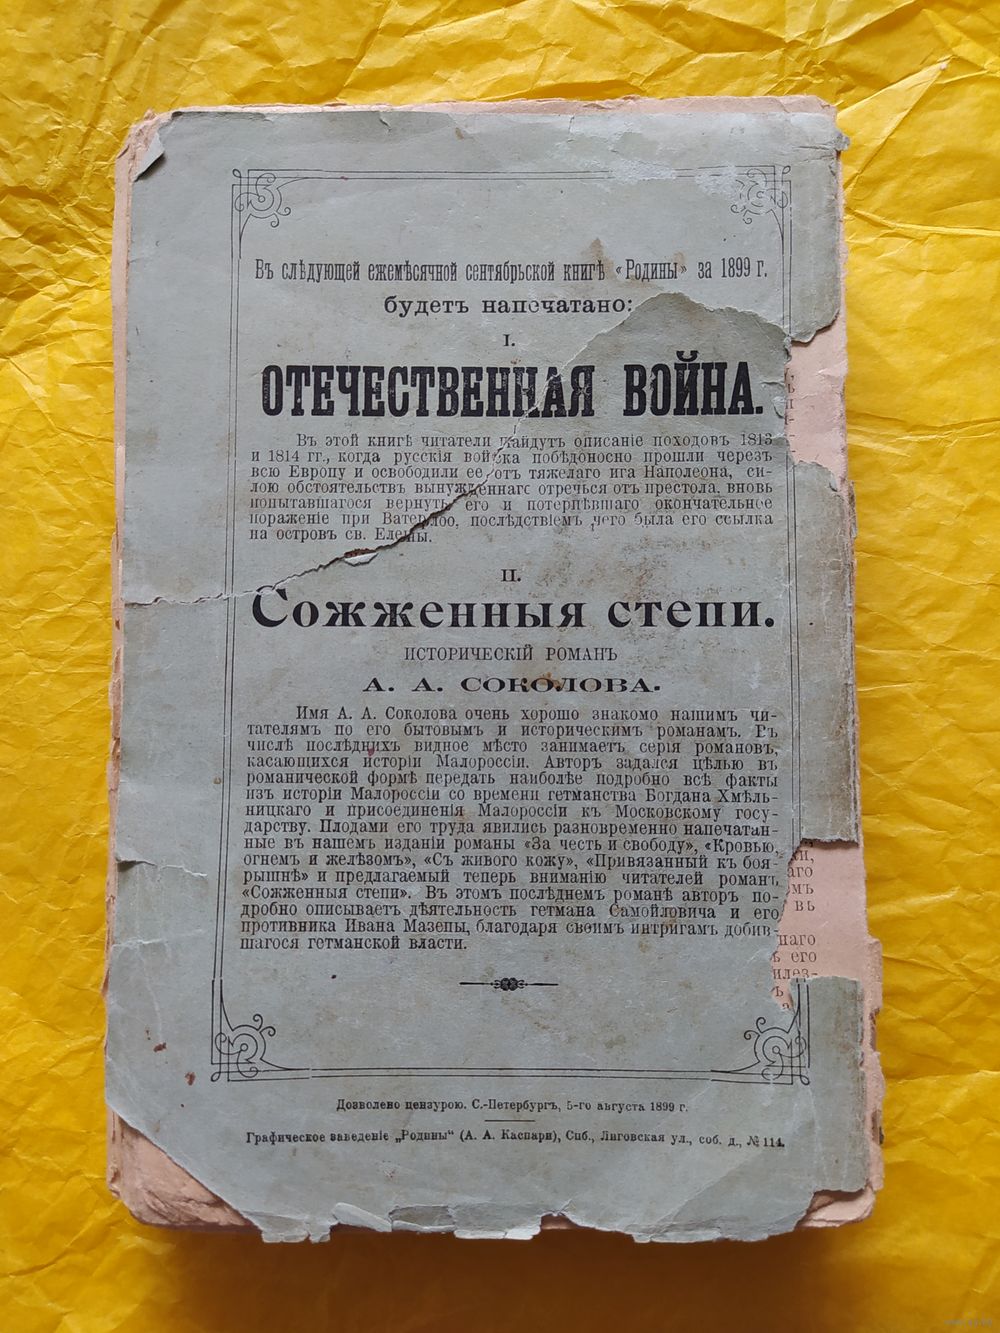 Въ слѣдующей ежемѣсячной сентябрьской книгѣ «Родины» за 1899 г.
будетъ напечатано:
I.
ОТЕЧЕСТВЕННАЯ ВОЙНА.
Въ этой книгѣ читатели найдутъ описаніе походовъ 1813
и 1814 гг., когда русскія войска побѣдоносно прошли черезъ
всю Европу и освободили ее отъ тяжелаго ига Наполеона, си-
лою обстоятельствъ вынужденнаго отречься отъ престола, вновь
попытавшагося вернуть его и потерпѣвшаго окончательное
пораженіе при Ватерлоо, послѣдствіемъ чего была его ссылка
на островъ св. Елены.
II.
Сожженныя степи.
ИСТОРИЧЕСКІЙ РОМАНЪ
А. А. СОКОЛОВА.
Имя А. А. Соколова очень хорошо знакомо нашимъ чи-
тателямъ по его бытовымъ и историческимъ романамъ. Въ
числѣ послѣднихъ видное мѣсто занимаетъ серія романовъ,
касающихся исторіи Малороссіи. Авторъ задался цѣлью въ
романической формѣ передать наиболѣе подробно всѣ факты
изъ исторіи Малороссіи со времени гетманства Богдана Хмѣль-
ницкаго и присоединенія Малороссіи къ Московскому госу-
дарству. Плодами его труда явились разновременно напечатан-
ные въ нашемъ изданіи романы «За честь и свободу», «Кровью,
огнемъ и желѣзомъ», «Съ живого кожу», «Привязанный къ боя-
рышнѣ» и предлагаемый теперь вниманію читателей романъ
«Сожженныя степи». Въ этомъ послѣднемъ романѣ авторъ по-
дробно описываетъ дѣятельность гетмана Самойловича и его
противника Ивана Мазепы, благодаря своимъ интригамъ добив-
шагося гетманской власти.
Дозволено цензурою. С.-Петербургъ, 5-го августа 1899 г.
Графическое заведеніе „Родины“ (А. А. Каспари), Спб., Лиговская ул., соб. д., № 114.